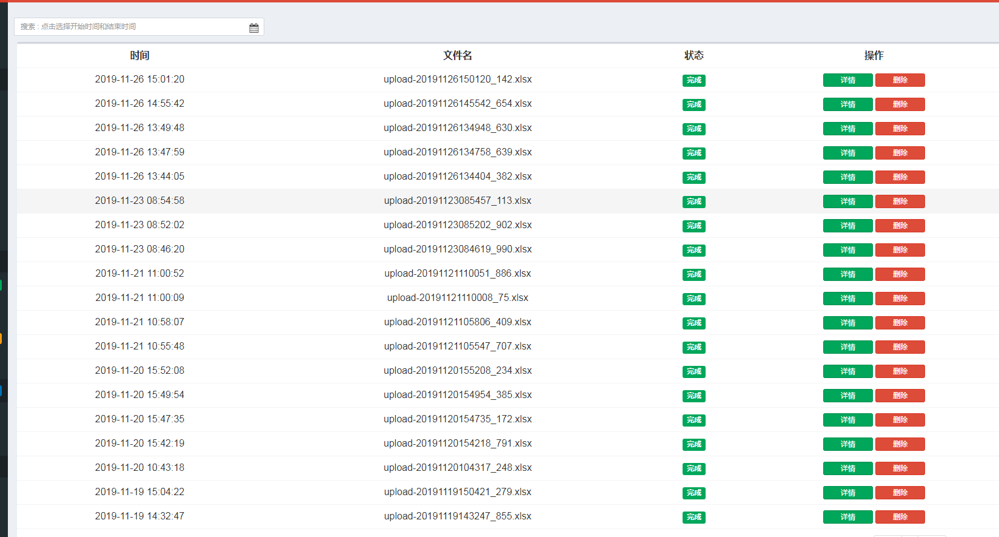 搜索 : 点击选择开始时间和结束时间
时间 文件名 状态 操作
2019-11-26 15:01:20 upload-20191126150120_142.xlsx 完成 详情 删除
2019-11-26 14:55:42 upload-20191126145542_654.xlsx 完成 详情 删除
2019-11-26 13:49:48 upload-20191126134948_630.xlsx 完成 详情 删除
2019-11-26 13:47:59 upload-20191126134758_639.xlsx 完成 详情 删除
2019-11-26 13:44:05 upload-20191126134404_382.xlsx 完成 详情 删除
2019-11-23 08:54:58 upload-20191123085457_113.xlsx 完成 详情 删除
2019-11-23 08:52:02 upload-20191123085202_902.xlsx 完成 详情 删除
2019-11-23 08:46:20 upload-20191123084619_990.xlsx 完成 详情 删除
2019-11-21 11:00:52 upload-20191121110051_886.xlsx 完成 详情 删除
2019-11-21 11:00:09 upload-20191121110008_75.xlsx 完成 详情 删除
2019-11-21 10:58:07 upload-20191121105806_409.xlsx 完成 详情 删除
2019-11-21 10:55:48 upload-20191121105547_707.xlsx 完成 详情 删除
2019-11-20 15:52:08 upload-20191120155208_234.xlsx 完成 详情 删除
2019-11-20 15:49:54 upload-20191120154954_385.xlsx 完成 详情 删除
2019-11-20 15:47:35 upload-20191120154735_172.xlsx 完成 详情 删除
2019-11-20 15:42:19 upload-20191120154218_791.xlsx 完成 详情 删除
2019-11-20 10:43:18 upload-20191120104317_248.xlsx 完成 详情 删除
2019-11-19 15:04:22 upload-20191119150421_279.xlsx 完成 详情 删除
2019-11-19 14:32:47 upload-20191119143247_855.xlsx 完成 详情 删除